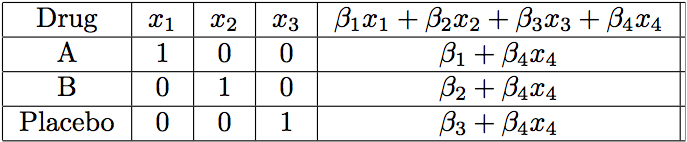 Drug x₁ x₂ x₃ β₁x₁ + β₂x₂ + β₃x₃ + β₄x₄
A 1 0 0 β₁ + β₄x₄
B 0 1 0 β₂ + β₄x₄
Placebo 0 0 1 β₃ + β₄x₄